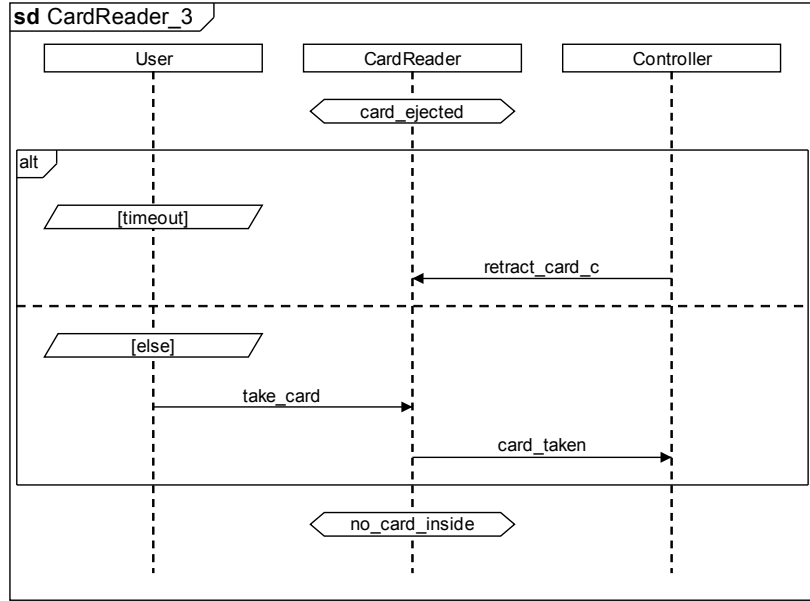 sd CardReader_3
User
CardReader
Controller
card_ejected
alt
[timeout]
retract_card_c
[else]
take_card
card_taken
no_card_inside